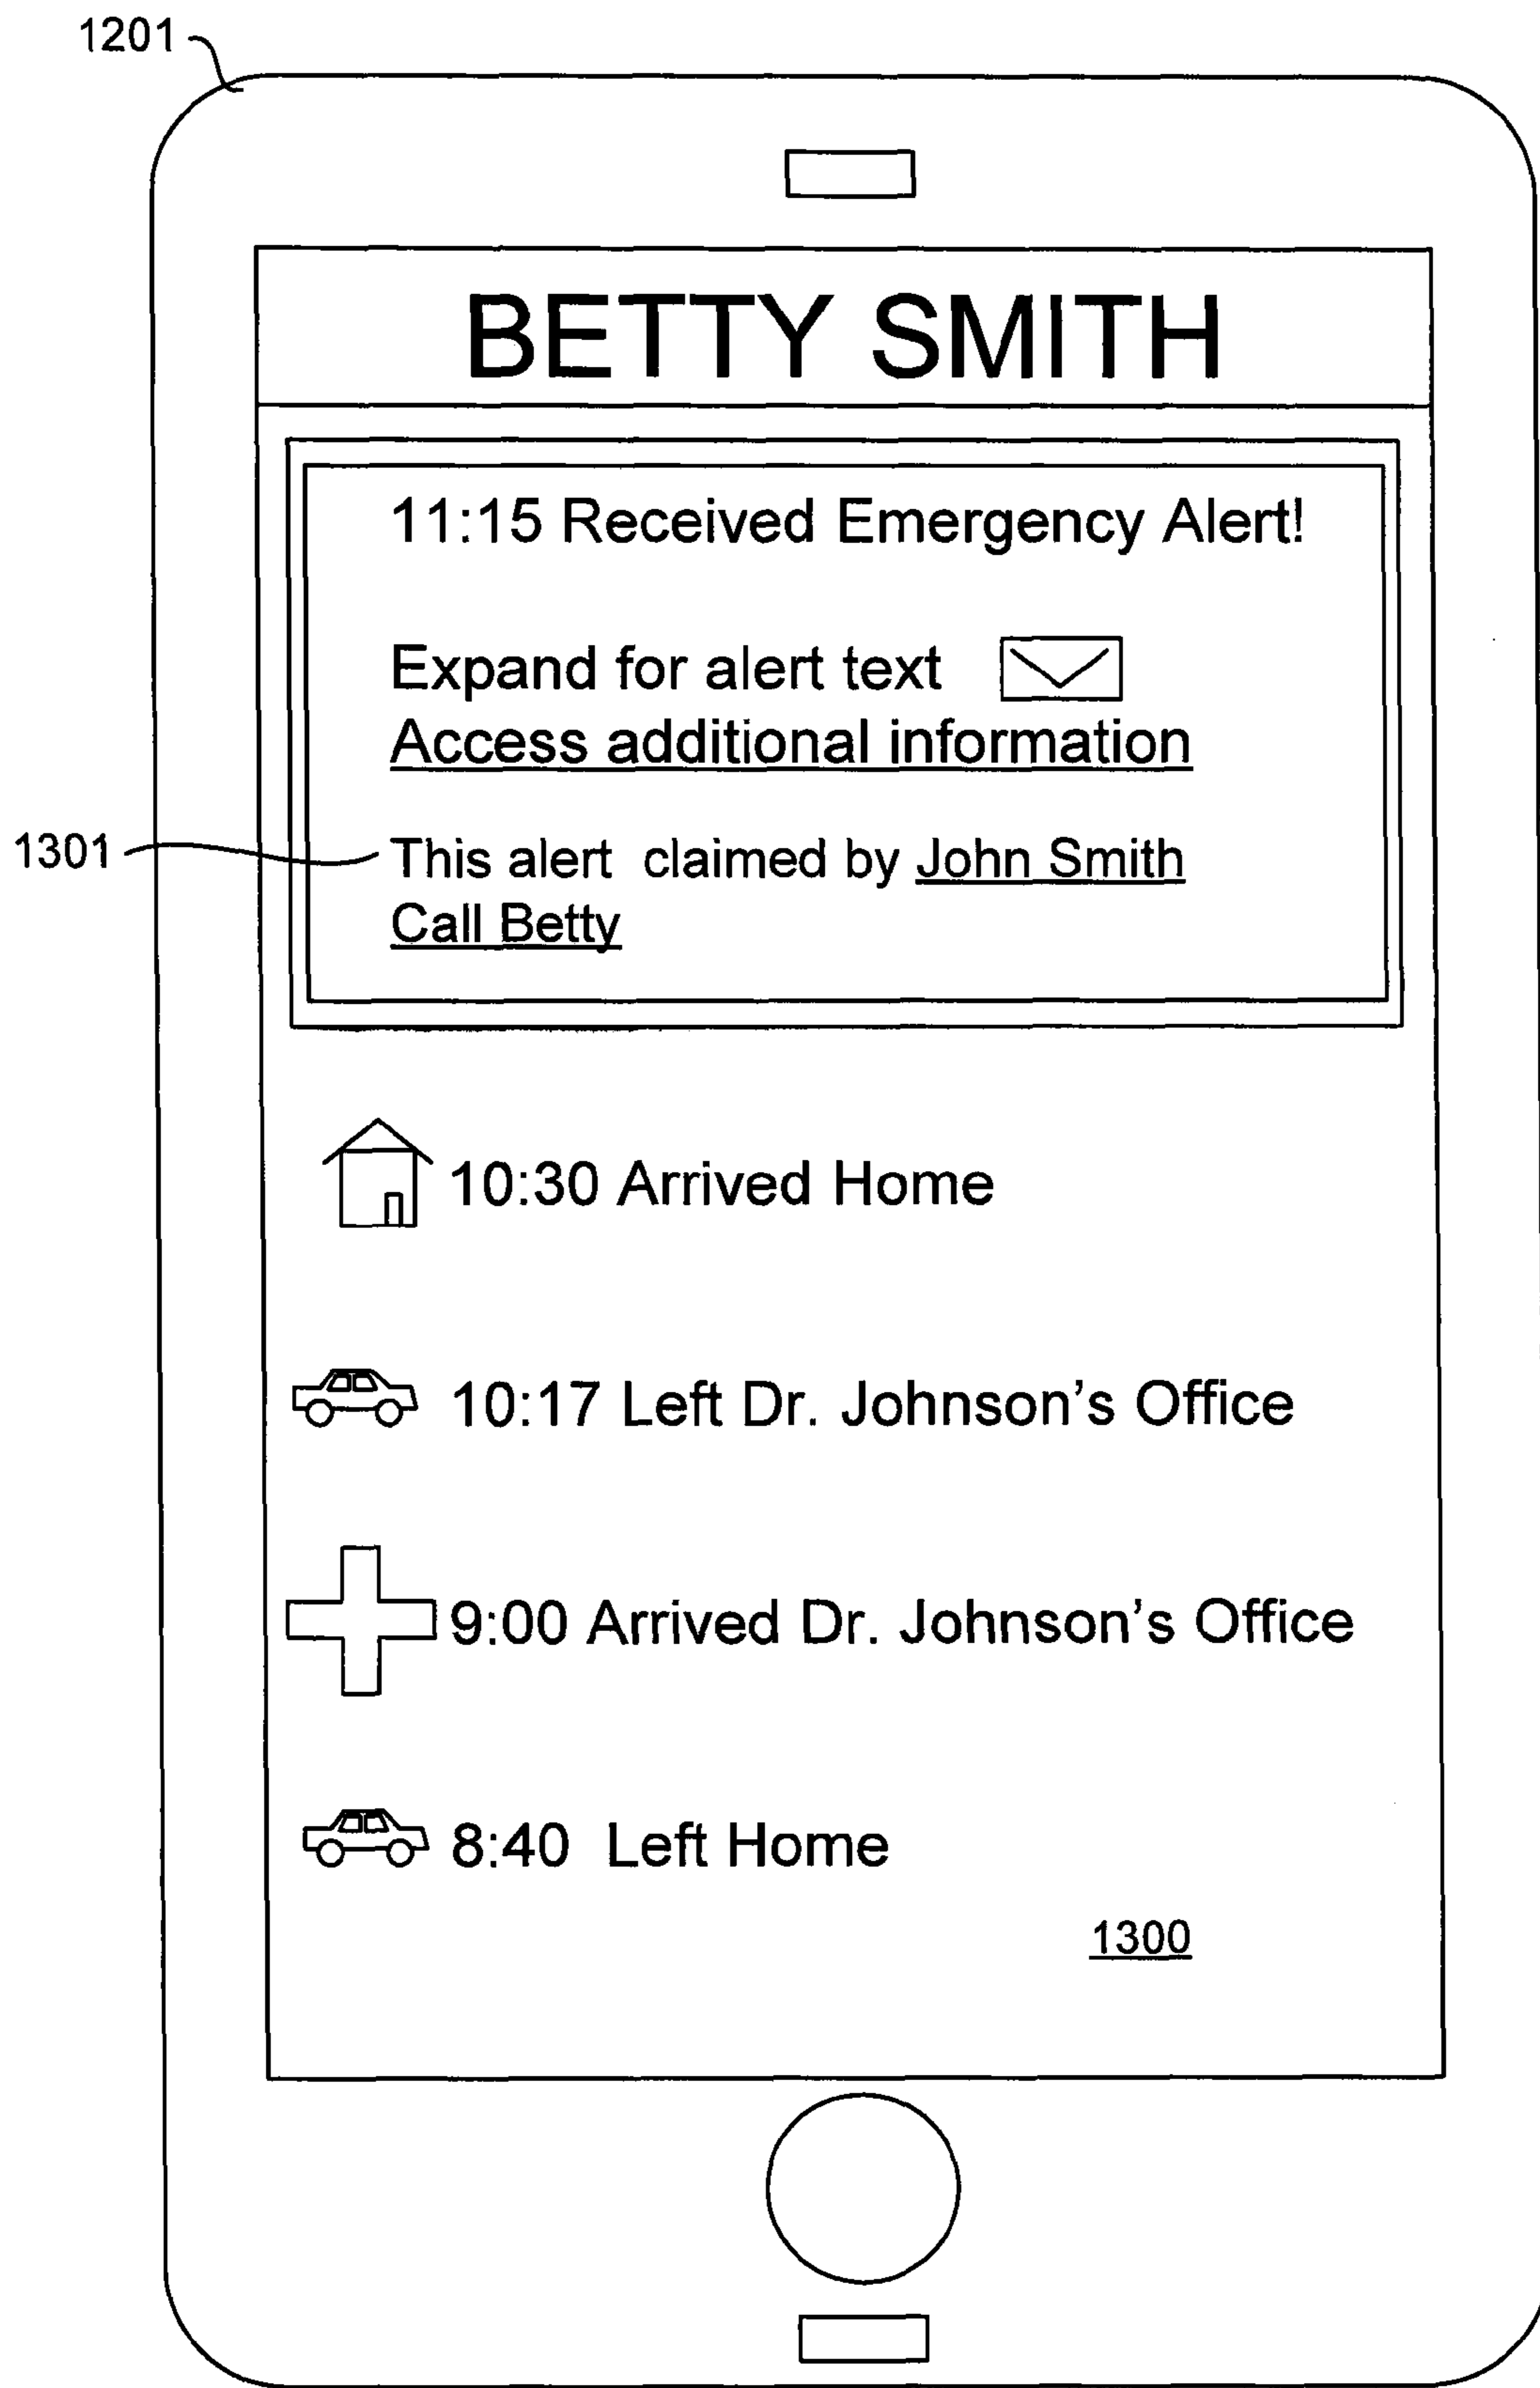 1201
BETTY SMITH
11:15 Received Emergency Alert!
Expand for alert text
Access additional information
1301
This alert claimed by John Smith
Call Betty
10:30 Arrived Home
10:17 Left Dr. Johnson's Office
9:00 Arrived Dr. Johnson's Office
8:40 Left Home
1300